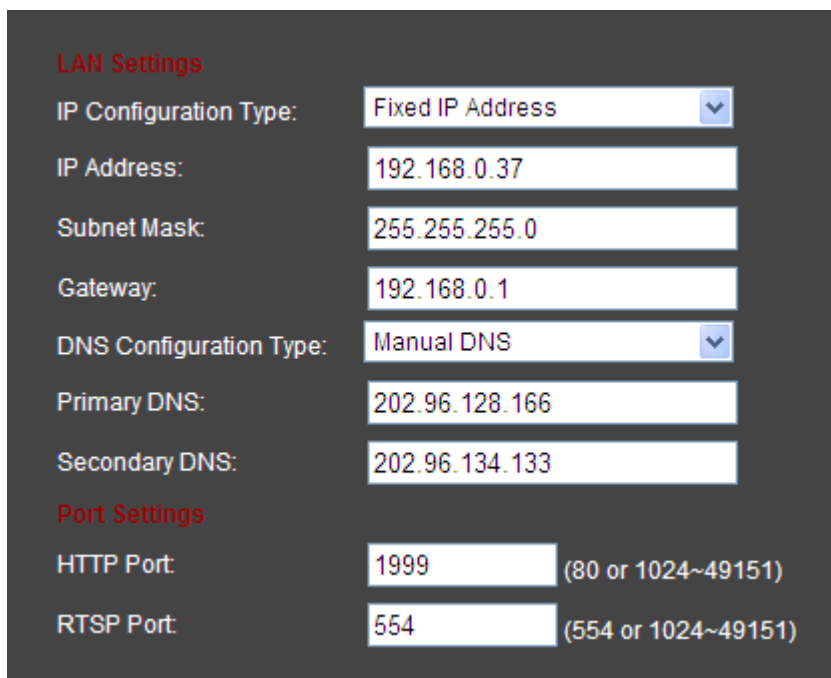 LAN Settings
IP Configuration Type: Fixed IP Address
IP Address: 192.168.0.37
Subnet Mask: 255.255.255.0
Gateway: 192.168.0.1
DNS Configuration Type: Manual DNS
Primary DNS: 202.96.128.166
Secondary DNS: 202.96.134.133
Port Settings
HTTP Port: 1999 (80 or 1024~49151)
RTSP Port: 554 (554 or 1024~49151)